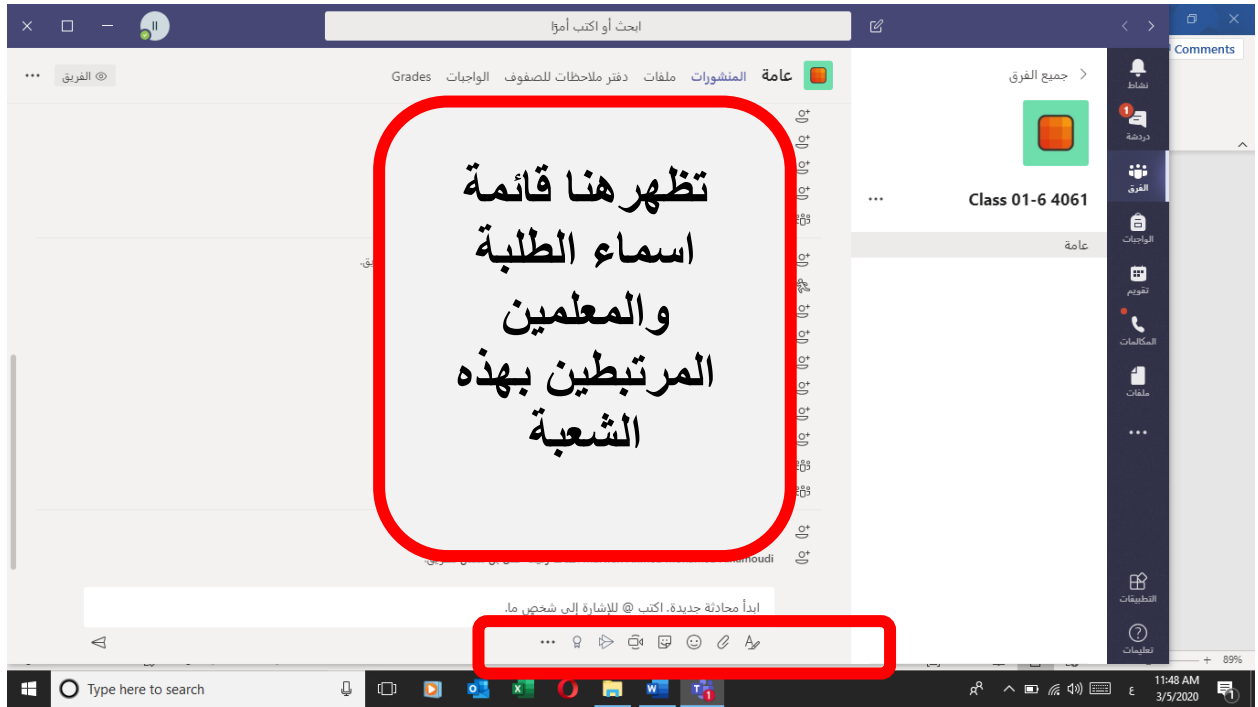 ابحث أو اكتب أمرًا
Comments
نشاط
دردشة
1
الفرق
الواجبات
تقويم
المكالمات
ملفات
التطبيقات
تعليمات
جميع الفرق
Class 01-6 4061
عامة
عامة المنشورات ملفات دفتر ملاحظات للصفوف الواجبات Grades
الفريق
تظهر هنا قائمة
اسماء الطلبة
والمعلمين
المرتبطين بهذه
الشعبة
ابدأ محادثة جديدة. اكتب @ للإشارة إلى شخص ما.
89%
Type here to search
ع
11:48 AM
3/5/2020